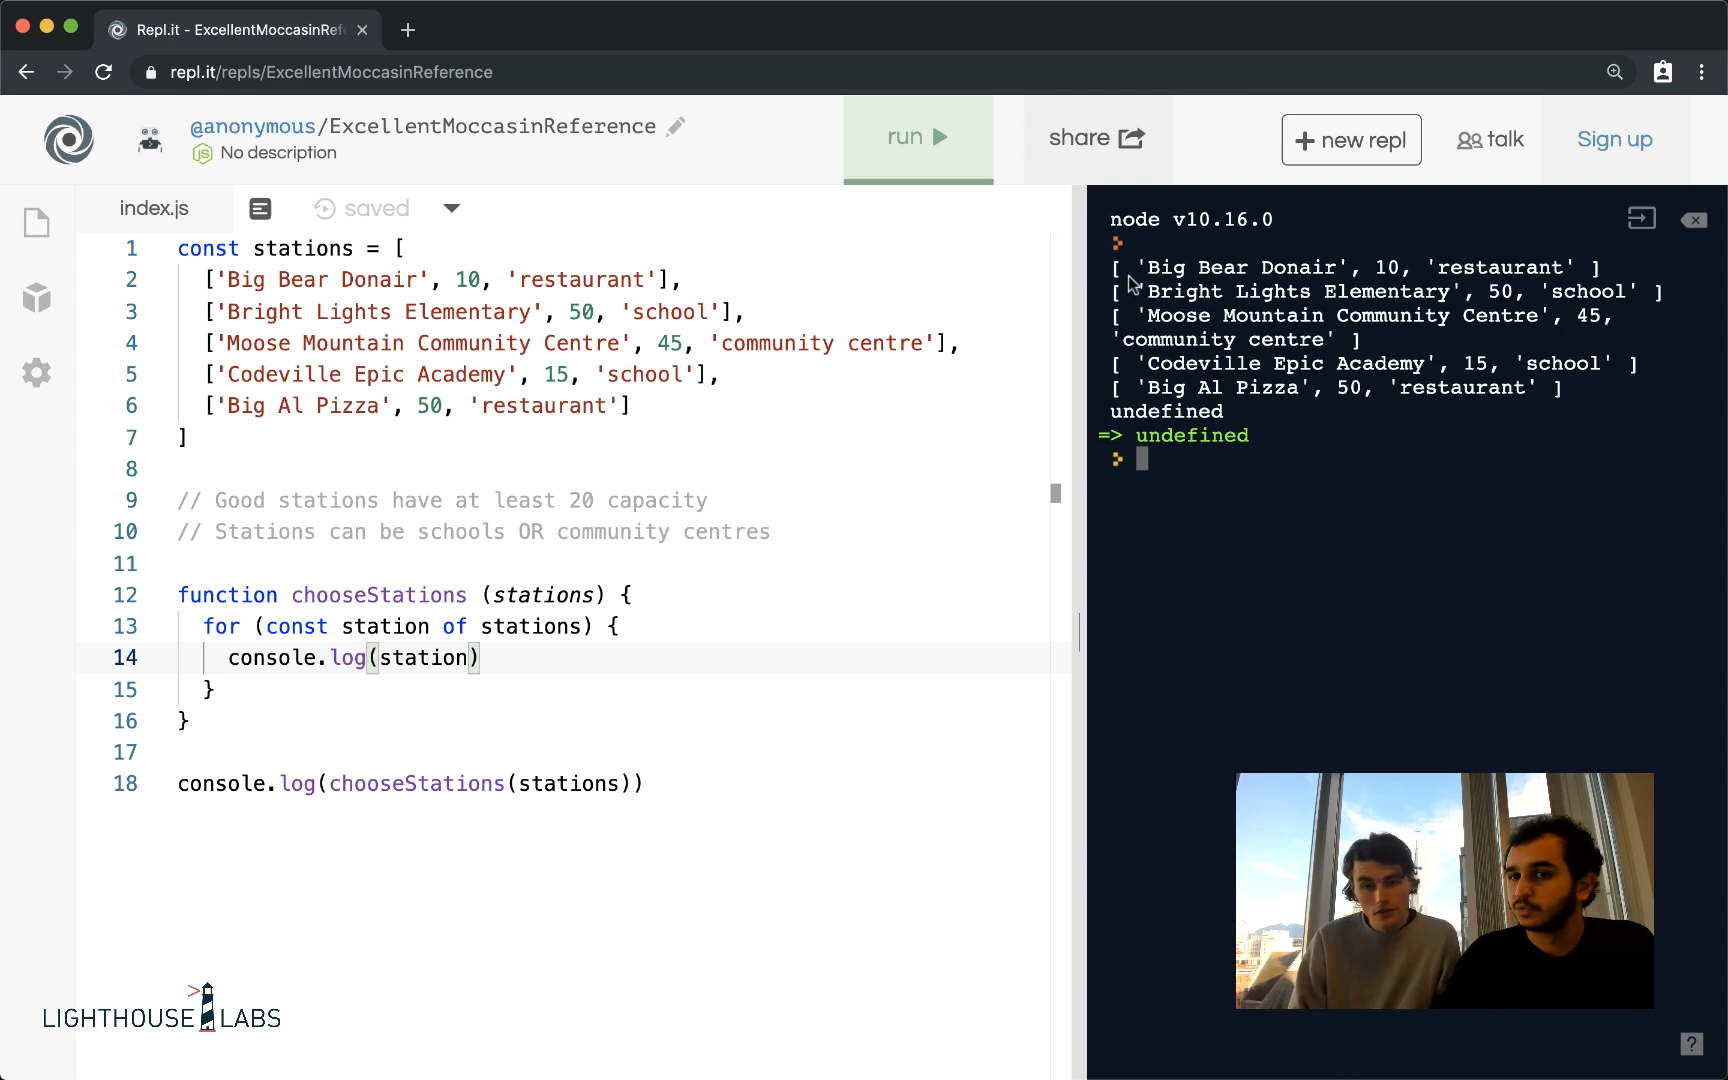 Repl.it - ExcellentMoccasinRef
repl.it/repls/ExcellentMoccasinReference
@anonymous/ExcellentMoccasinReference
No description
run
share
+ new repl
talk
Sign up
index.js
saved
1 const stations = [
2 ['Big Bear Donair', 10, 'restaurant'],
3 ['Bright Lights Elementary', 50, 'school'],
4 ['Moose Mountain Community Centre', 45, 'community centre'],
5 ['Codeville Epic Academy', 15, 'school'],
6 ['Big Al Pizza', 50, 'restaurant']
7 ]
8
9 // Good stations have at least 20 capacity
10 // Stations can be schools OR community centres
11
12 function chooseStations (stations) {
13 for (const station of stations) {
14 console.log(station)
15 }
16 }
17
18 console.log(chooseStations(stations))
node v10.16.0
>
[ 'Big Bear Donair', 10, 'restaurant' ]
[ 'Bright Lights Elementary', 50, 'school' ]
[ 'Moose Mountain Community Centre', 45,
'community centre' ]
[ 'Codeville Epic Academy', 15, 'school' ]
[ 'Big Al Pizza', 50, 'restaurant' ]
undefined
=> undefined
>
LIGHTHOUSE LABS
?